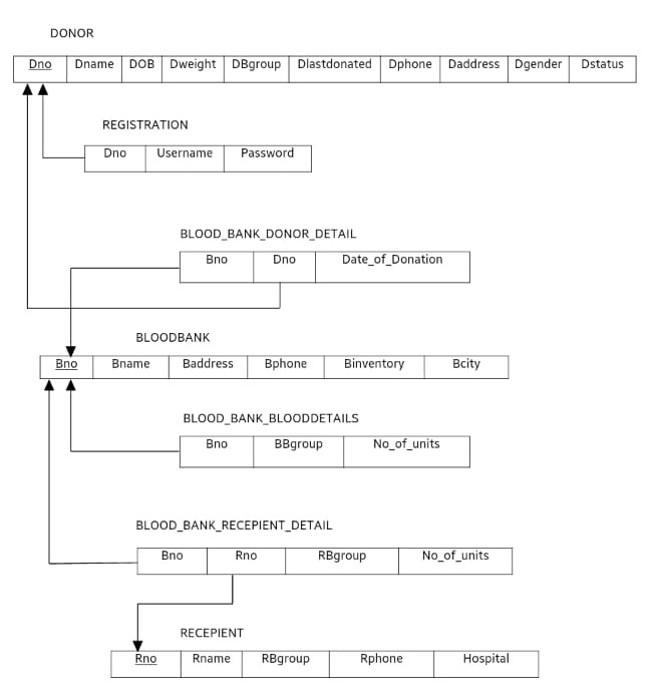 DONOR
Dno Dname DOB Dweight DBgroup Dlastdonated Dphone Daddress Dgender Dstatus
REGISTRATION
Dno Username Password
BLOOD_BANK_DONOR_DETAIL
Bno Dno Date_of_Donation
BLOODBANK
Bno Bname Baddress Bphone Binventory Bcity
BLOOD_BANK_BLOODDETAILS
Bno BBgroup No_of_units
BLOOD_BANK_RECEPIENT_DETAIL
Bno Rno RBgroup No_of_units
RECEPIENT
Rno Rname RBgroup Rphone Hospital